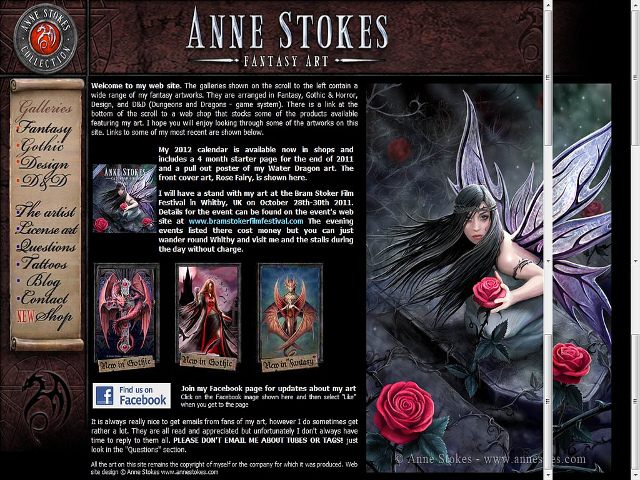 ANNE STOKES
COLLECTION
ANNE STOKES
FANTASY ART
Galleries
Fantasy
Gothic
Design
D&D
The artist
License art
Questions
Tattoos
Blog
Contact
NEW Shop
Welcome to my web site. The galleries shown on the scroll to the left contain a
wide range of my fantasy artworks. They are arranged in Fantasy, Gothic & Horror,
Design, and D&D (Dungeons and Dragons - game system). There is a link at the
bottom of the scroll to a web shop that stocks some of the products available
featuring my art. I hope you will enjoy looking through some of the artworks on this
site. Links to some of my most recent are shown below.
ANNE STOKES
My 2012 calendar is available now in shops and
includes a 4 month starter page for the end of 2011
and a pull out poster of my Water Dragon art. The
front cover art, Rose Fairy, is shown here.
I will have a stand with my art at the Bram Stoker Film
Festival in Whitby, UK on October 28th-30th 2011.
Details for the event can be found on the event's web
site at www.bramstokerfilmfestival.com The evening
events listed there cost money but you can just
wander round Whitby and visit me and the stalls during
the day without charge.
New in Gothic
New in Gothic
New in "Fantasy"
Find us on
Facebook
Join my Facebook page for updates about my art
Click on the Facebook image shown here and then select "Like"
when you get to the page
It is always really nice to get emails from fans of my art, however I do sometimes get
rather a lot. They are all read and appreciated but unfortunately I don't always have
time to reply to them all. PLEASE DON'T EMAIL ME ABOUT TUBES OR TAGS! just
look in the "Questions" section.
All the art on this site remains the copyright of myself or the company for which it was produced. Web
site design © Anne Stokes www.annestokes.com
© Anne Stokes - www.annestokes.com